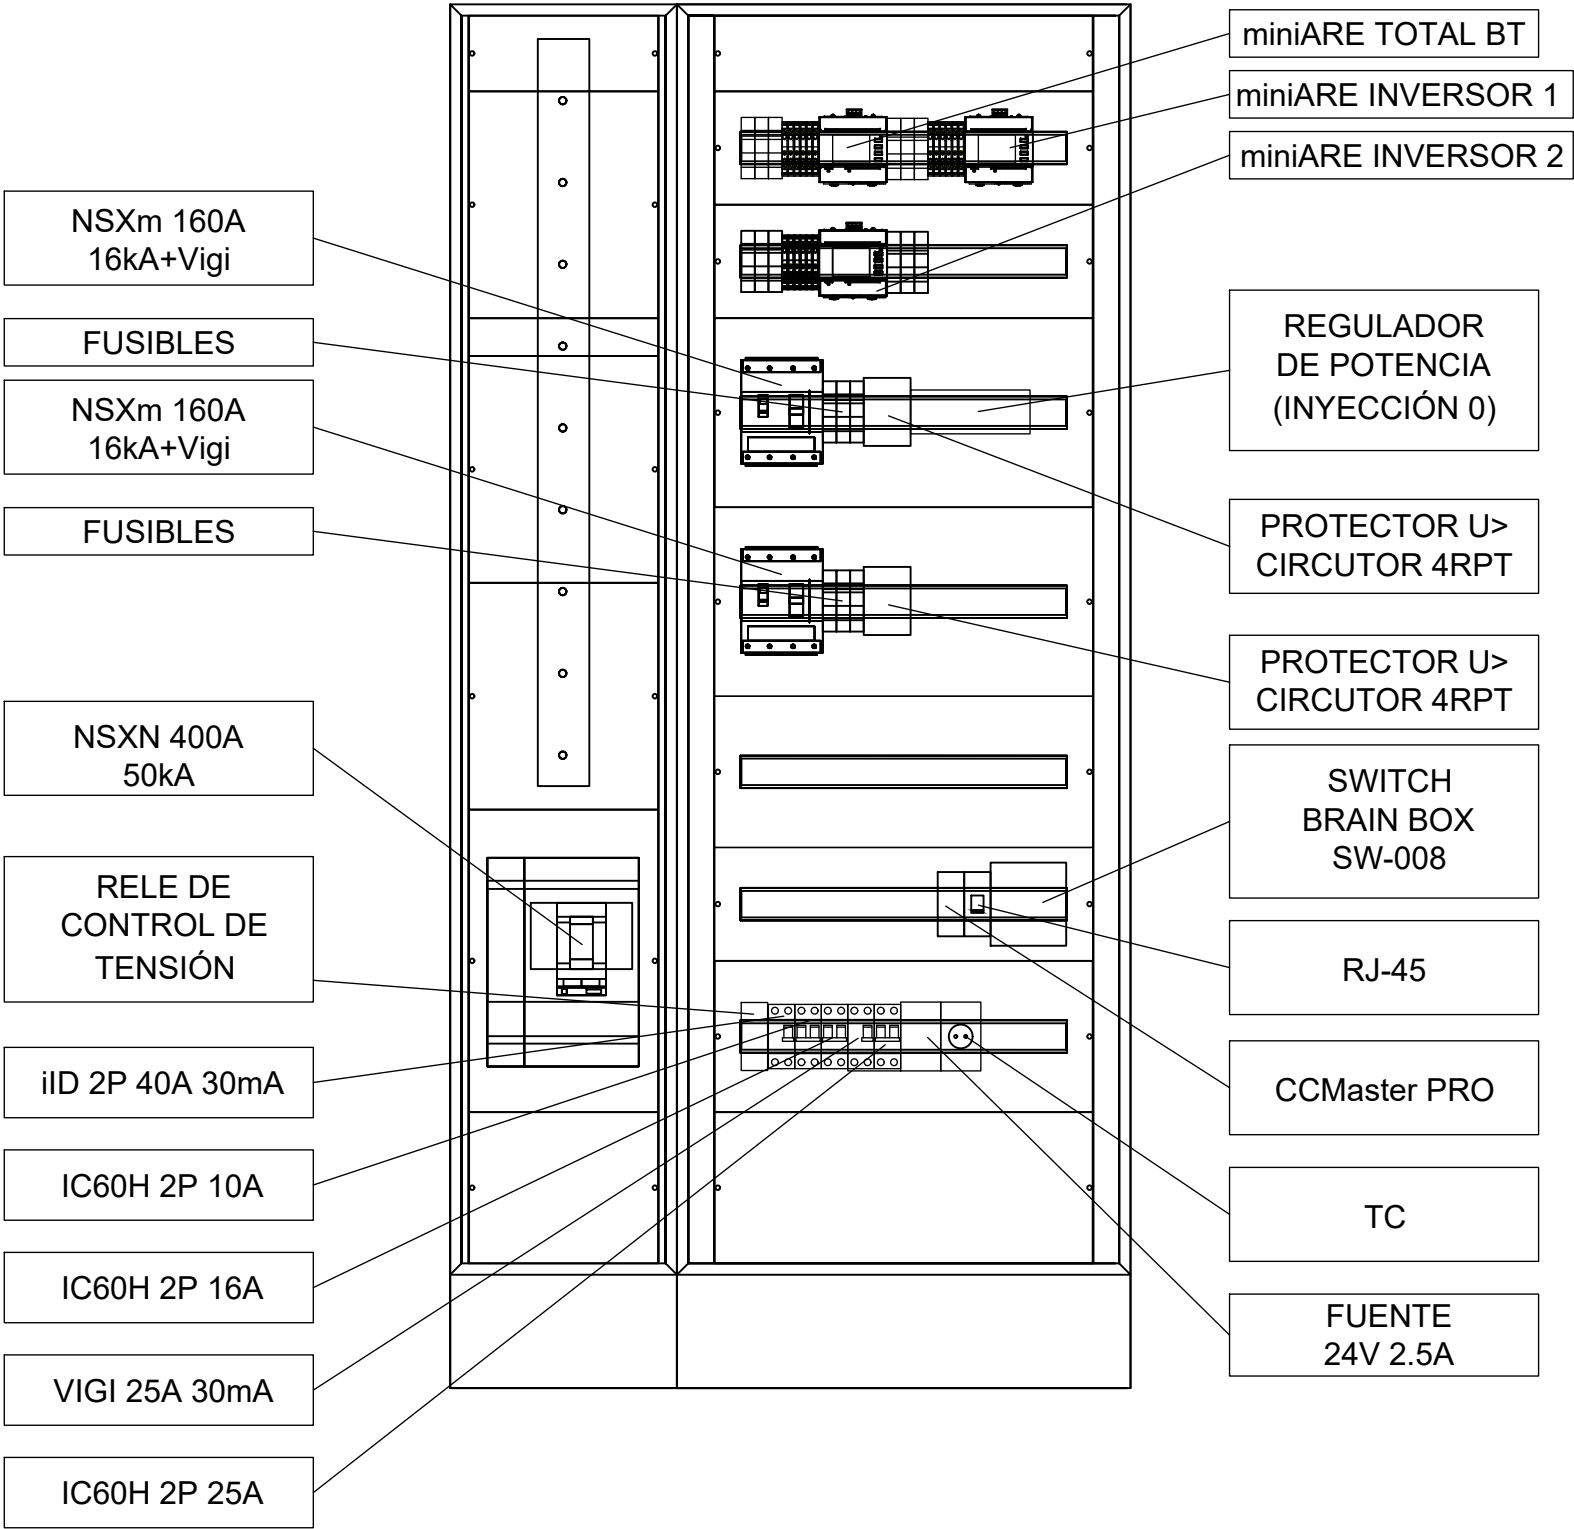 miniARE TOTAL BT
miniARE INVERSOR 1
miniARE INVERSOR 2
NSXm 160A
16kA+Vigi
FUSIBLES
NSXm 160A
16kA+Vigi
FUSIBLES
NSXN 400A
50kA
RELE DE
CONTROL DE
TENSIÓN
iID 2P 40A 30mA
IC60H 2P 10A
IC60H 2P 16A
VIGI 25A 30mA
IC60H 2P 25A
REGULADOR
DE POTENCIA
(INYECCIÓN 0)
PROTECTOR U>
CIRCUTOR 4RPT
PROTECTOR U>
CIRCUTOR 4RPT
SWITCH
BRAIN BOX
SW-008
RJ-45
CCMaster PRO
TC
FUENTE
24V 2.5A